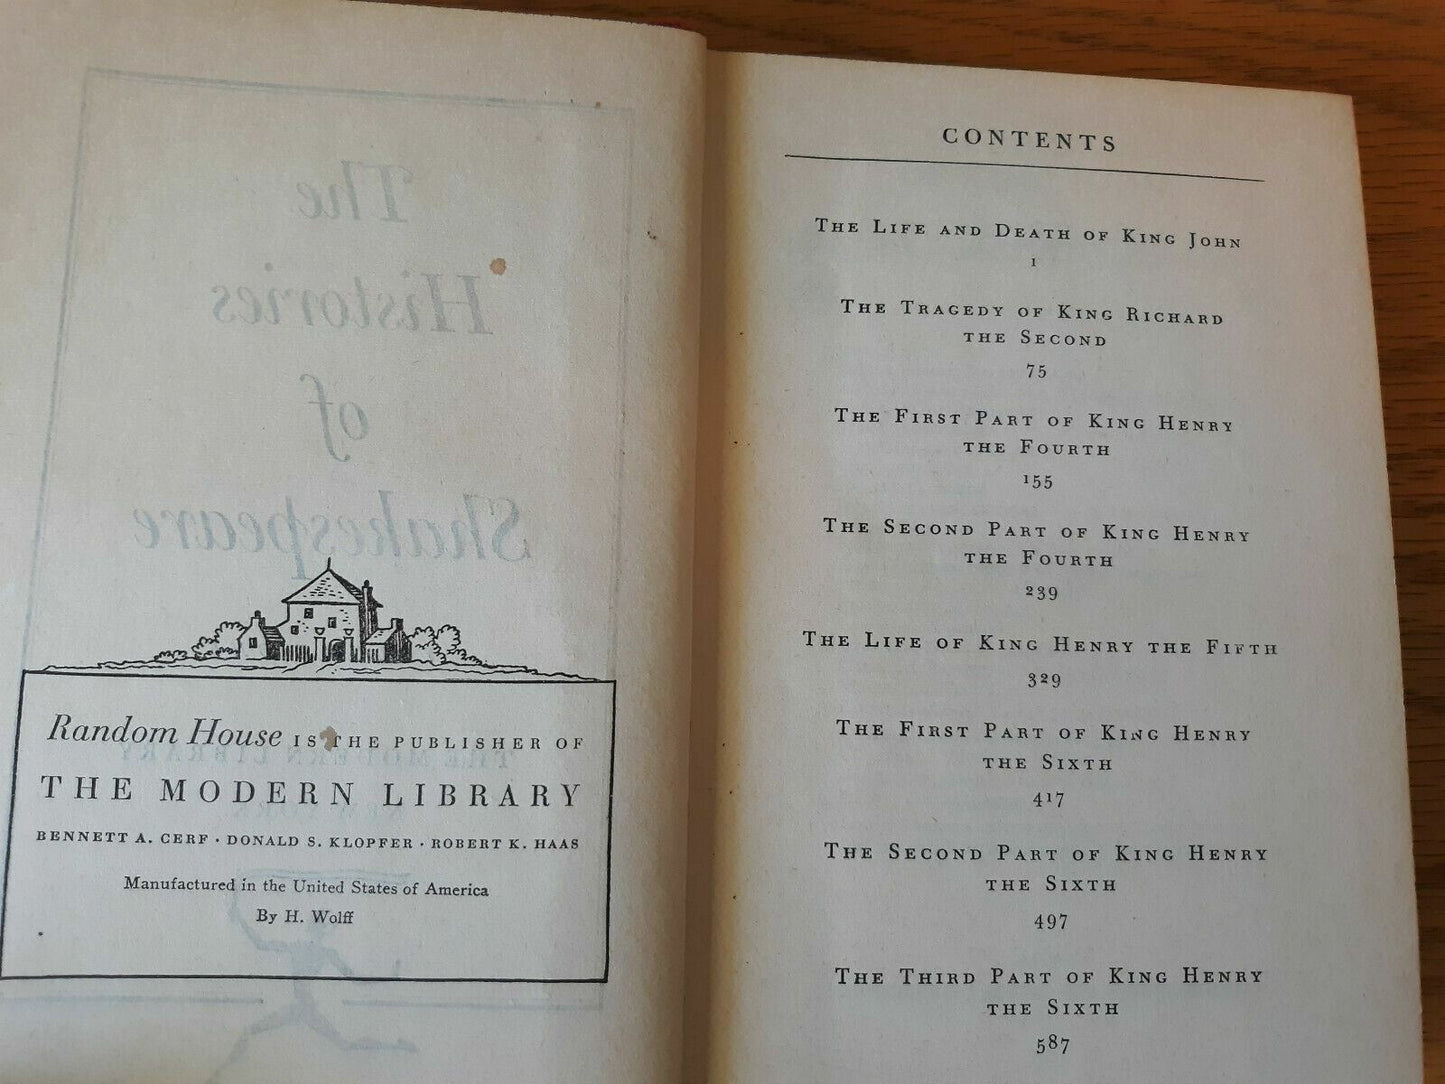 The
Histories
of
Shakespeare
Random House IS THE PUBLISHER OF
THE MODERN LIBRARY
BENNETT A. CERF · DONALD S. KLOPFER · ROBERT K. HAAS
Manufactured in the United States of America
By H. Wolff
THE MODERN LIBRARY
CONTENTS
THE LIFE AND DEATH OF KING JOHN
1
THE TRAGEDY OF KING RICHARD
THE SECOND
75
THE FIRST PART OF KING HENRY
THE FOURTH
155
THE SECOND PART OF KING HENRY
THE FOURTH
239
THE LIFE OF KING HENRY THE FIFTH
329
THE FIRST PART OF KING HENRY
THE SIXTH
417
THE SECOND PART OF KING HENRY
THE SIXTH
497
THE THIRD PART OF KING HENRY
THE SIXTH
587